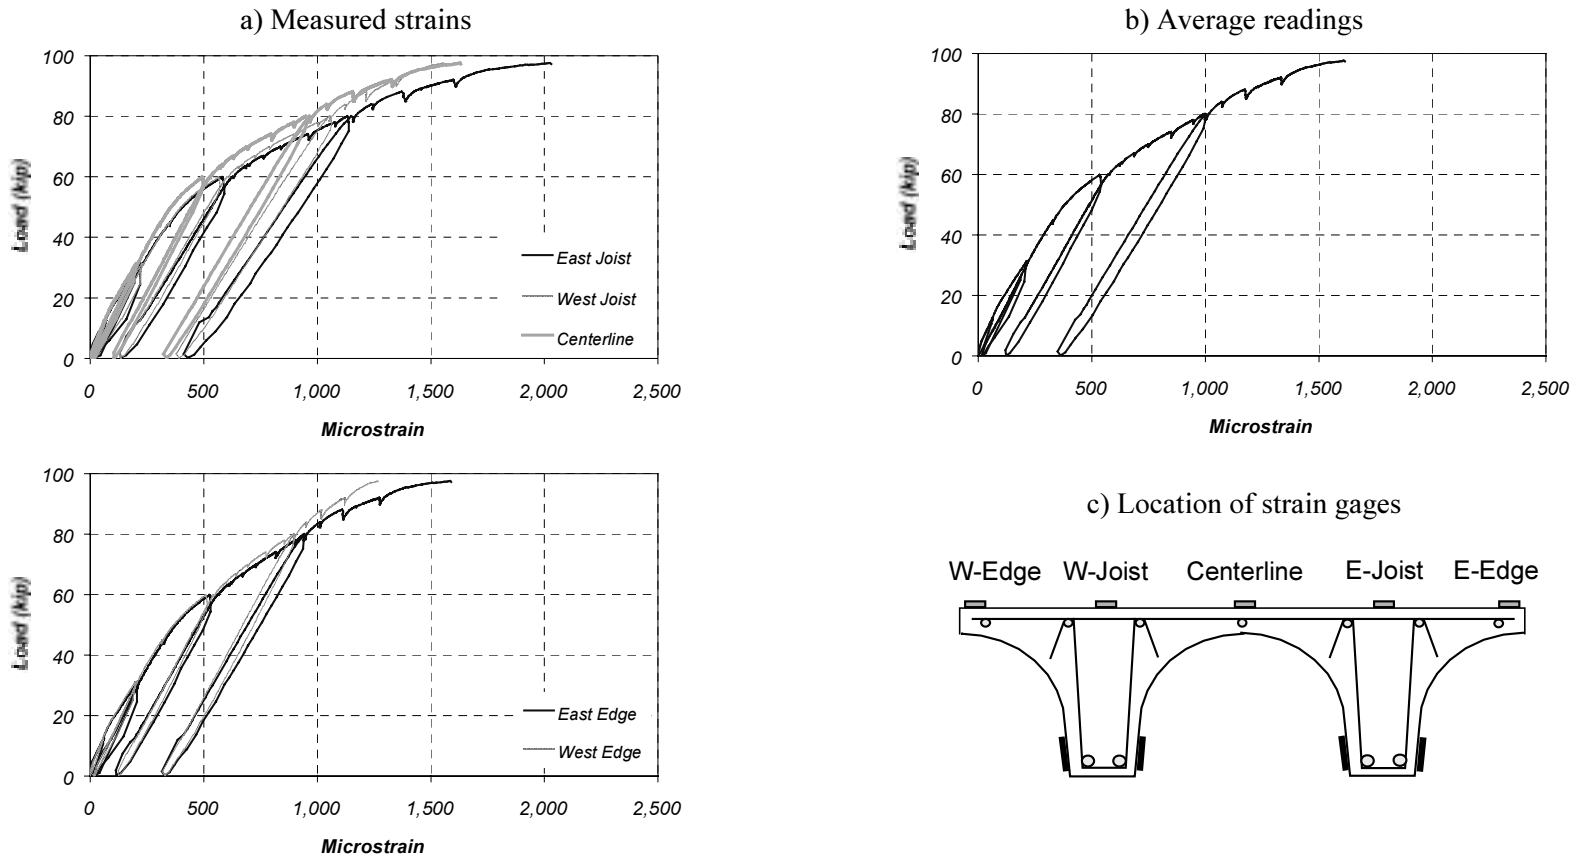 a) Measured strains
100
80
60
40
20
0
Load (kip)
0 500 1,000 1,500 2,000 2,500
Microstrain
East Joist
West Joist
Centerline
100
80
60
40
20
0
Load (kip)
0 500 1,000 1,500 2,000 2,500
Microstrain
East Edge
West Edge
b) Average readings
100
80
60
40
20
0
Load (kip)
0 500 1,000 1,500 2,000 2,500
Microstrain
c) Location of strain gages
W-Edge W-Joist Centerline E-Joist E-Edge